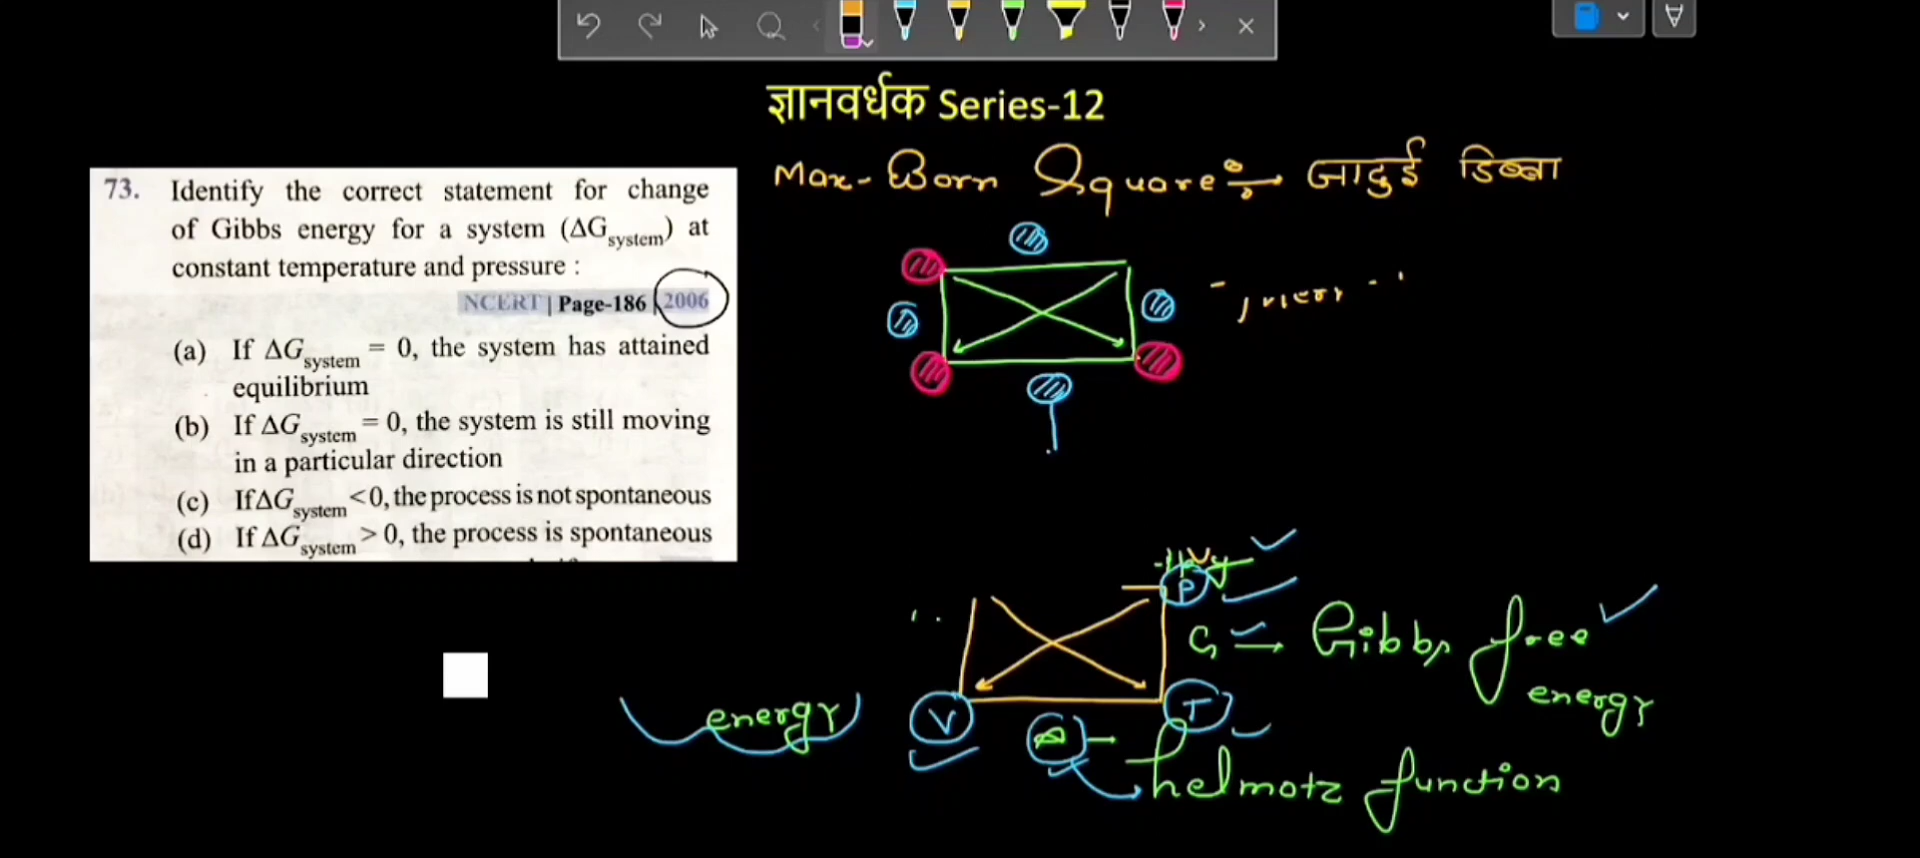 ज्ञानवर्धक Series-12
Max-Born Square :→ जादुई डिब्बा
73. Identify the correct statement for change
of Gibbs energy for a system (ΔGsystem) at
constant temperature and pressure :
NCERT | Page-186 | 2006
(a) If ΔGsystem = 0, the system has attained
equilibrium
(b) If ΔGsystem = 0, the system is still moving
in a particular direction
(c) If ΔGsystem <0, the process is not spontaneous
(d) If ΔGsystem > 0, the process is spontaneous
P
G → Gibbs free
energy
energy
V
A
T
helmotz function